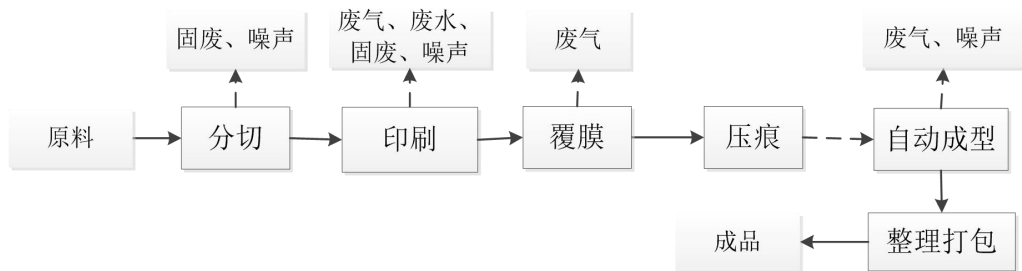 固废、噪声
废气、废水、
固废、噪声
废气
废气、噪声
原料
分切
印刷
覆膜
压痕
自动成型
成品
整理打包